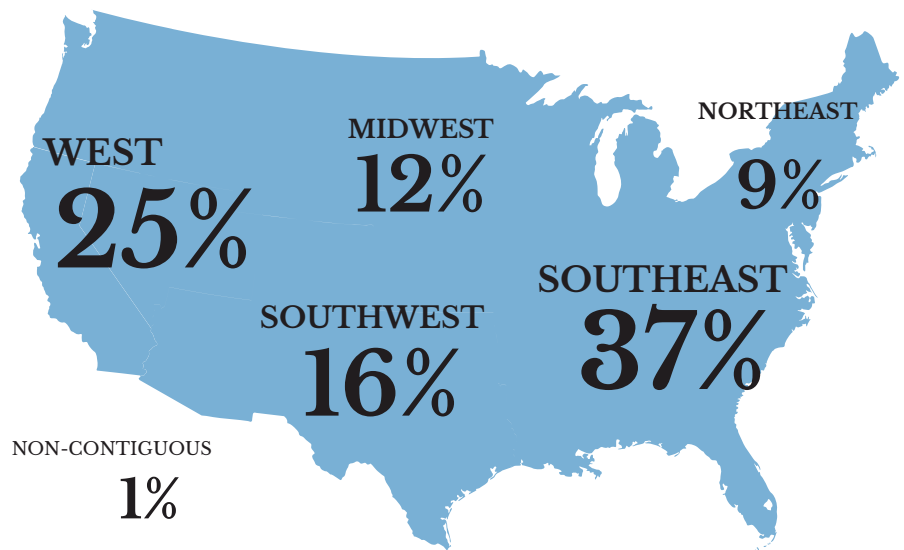 NORTHEAST
9%
MIDWEST
12%
WEST
25%
SOUTHEAST
37%
SOUTHWEST
16%
NON-CONTIGUOUS
1%